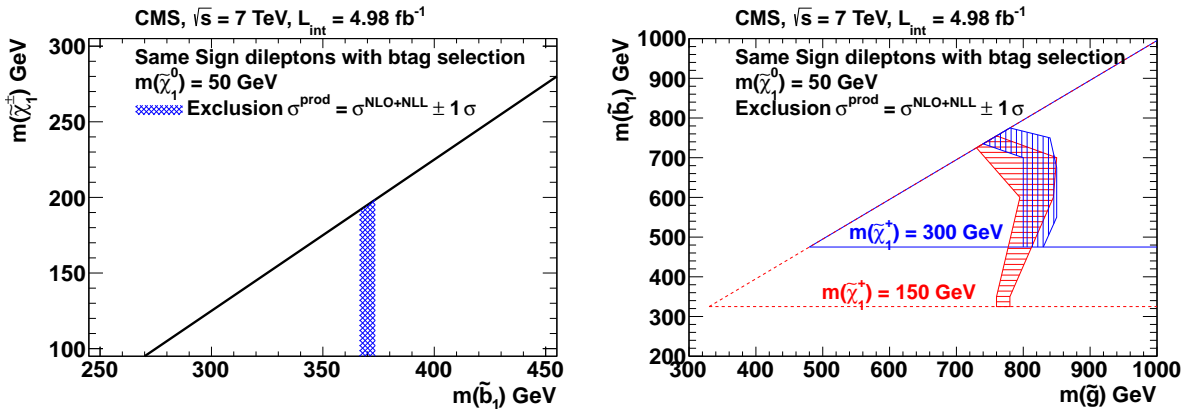 CMS, √s = 7 TeV, L_int = 4.98 fb⁻¹
Same Sign dileptons with btag selection
m(χ̃₁⁰) = 50 GeV
Exclusion σ^prod = σ^NLO+NLL ± 1 σ
m(χ̃₁^±) GeV
300
250
200
150
100
250 300 350 400 450
m(b̃₁) GeV
CMS, √s = 7 TeV, L_int = 4.98 fb⁻¹
Same Sign dileptons with btag selection
m(χ̃₁⁰) = 50 GeV
Exclusion σ^prod = σ^NLO+NLL ± 1 σ
m(b̃₁) GeV
1000
900
800
700
600
500
400
300
200
m(χ̃₁⁺) = 300 GeV
m(χ̃₁⁺) = 150 GeV
300 400 500 600 700 800 900 1000
m(g̃) GeV